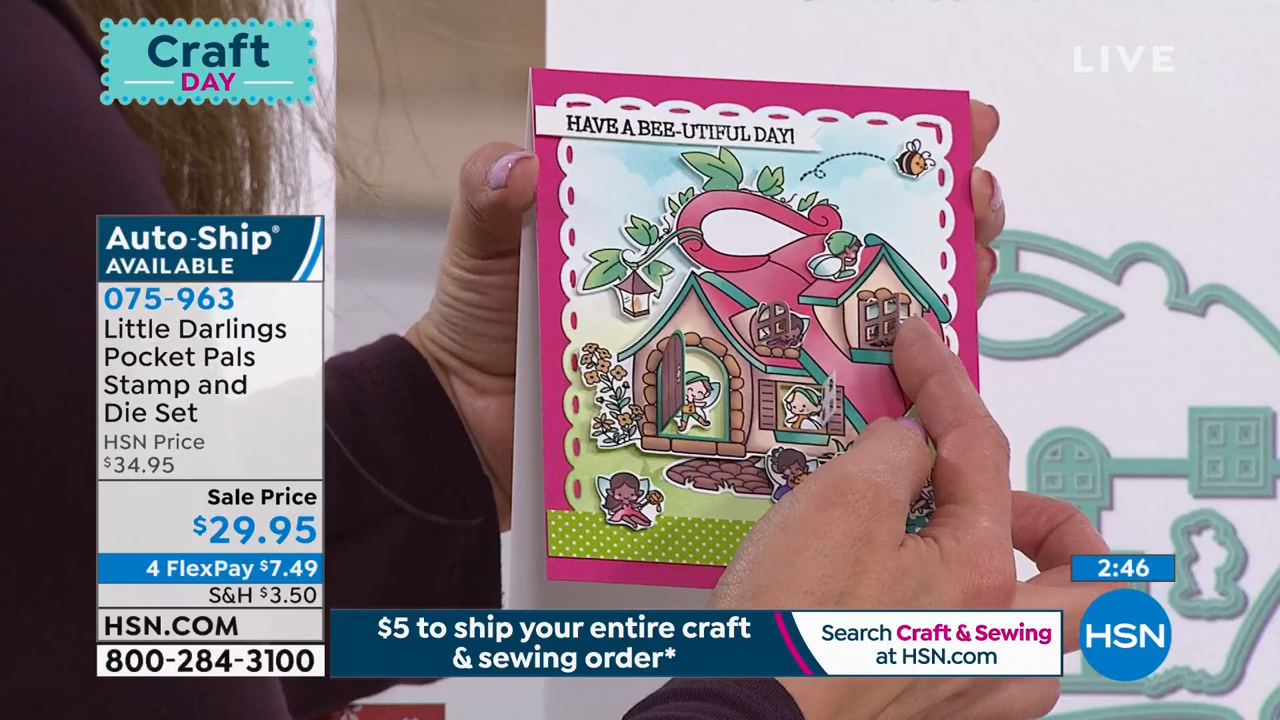 Craft
DAY
LIVE
HAVE A BEE-UTIFUL DAY!
Auto-Ship®
AVAILABLE
075-963
Little Darlings
Pocket Pals
Stamp and
Die Set
HSN Price
$34.95
Sale Price
$29.95
4 FlexPay $7.49
S&H $3.50
HSN.COM
800-284-3100
$5 to ship your entire craft
& sewing order*
Search Craft & Sewing
at HSN.com
2:46
HSN